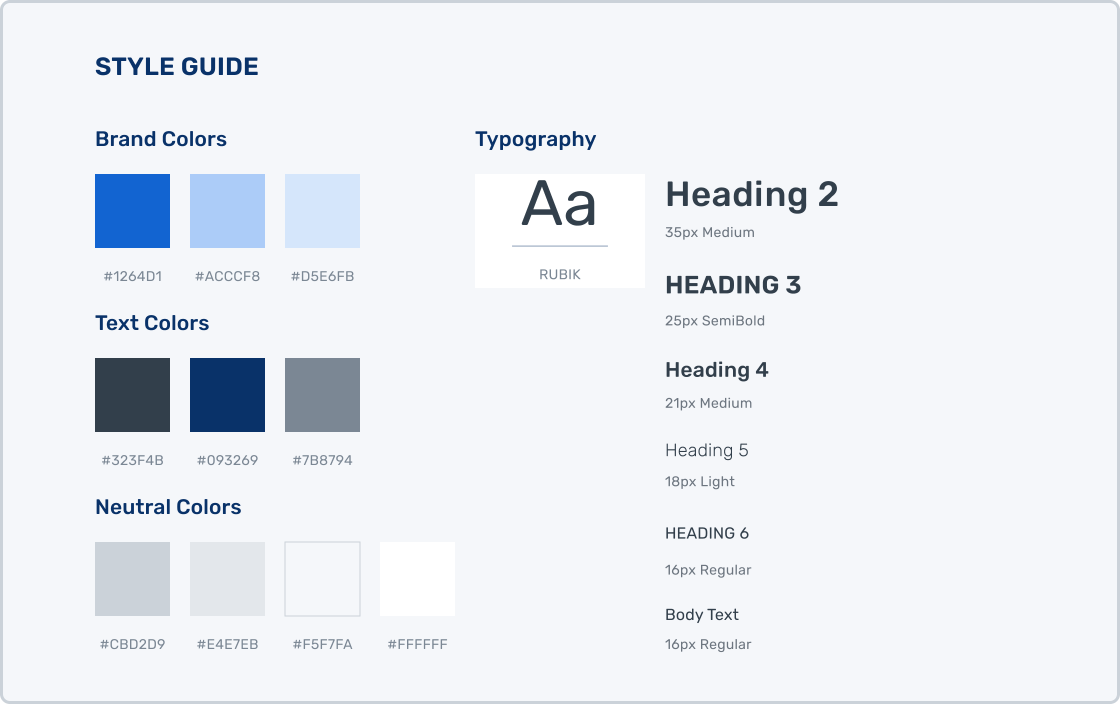 STYLE GUIDE
Brand Colors
#1264D1 #ACCCF8 #D5E6FB
Text Colors
#323F4B #093269 #7B8794
Neutral Colors
#CBD2D9 #E4E7EB #F5F7FA #FFFFFF
Typography
Aa
RUBIK
Heading 2
35px Medium
HEADING 3
25px SemiBold
Heading 4
21px Medium
Heading 5
18px Light
HEADING 6
16px Regular
Body Text
16px Regular